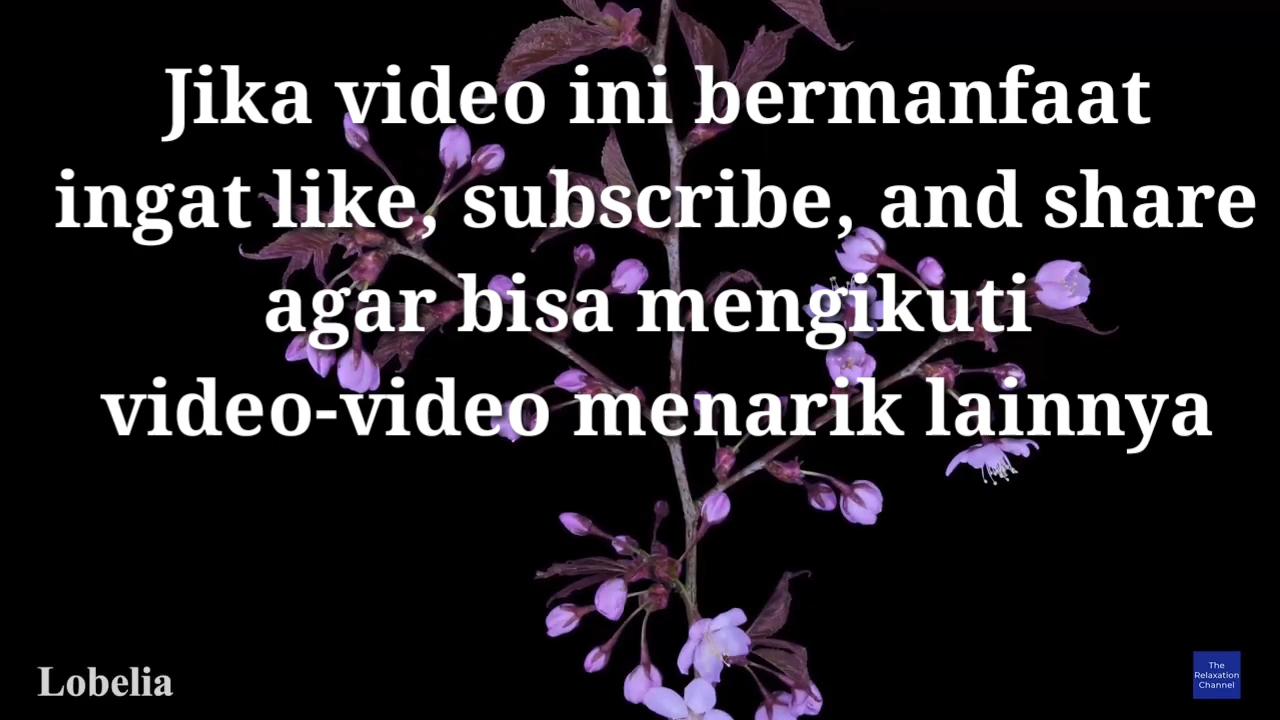 Jika video ini bermanfaat
ingat like, subscribe, and share
agar bisa mengikuti
video-video menarik lainnya
Lobelia
The
Relaxation
Channel